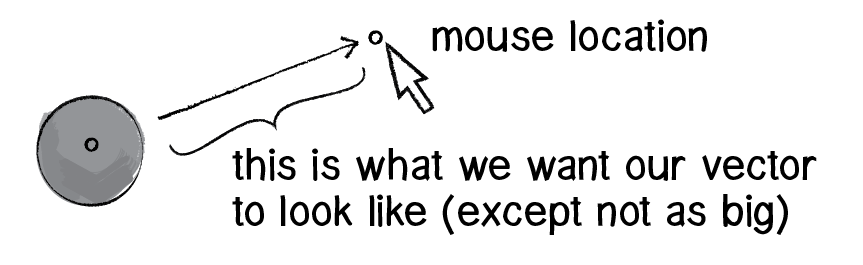 mouse location
this is what we want our vector
to look like (except not as big)